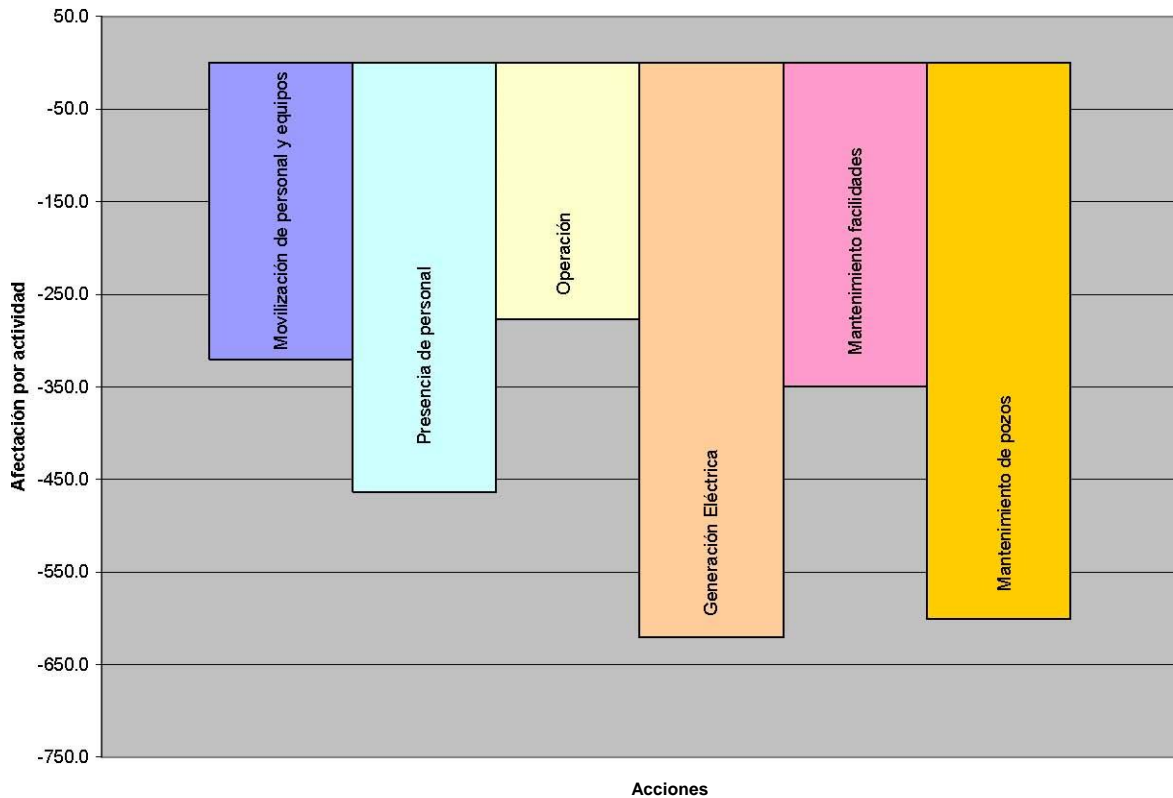 50.0
-50.0
-150.0
-250.0
-350.0
-450.0
-550.0
-650.0
-750.0
Afectación por actividad
Movilización de personal y equipos
Presencia de personal
Operación
Generación Eléctrica
Mantenimiento facilidades
Mantenimiento de pozos
Acciones